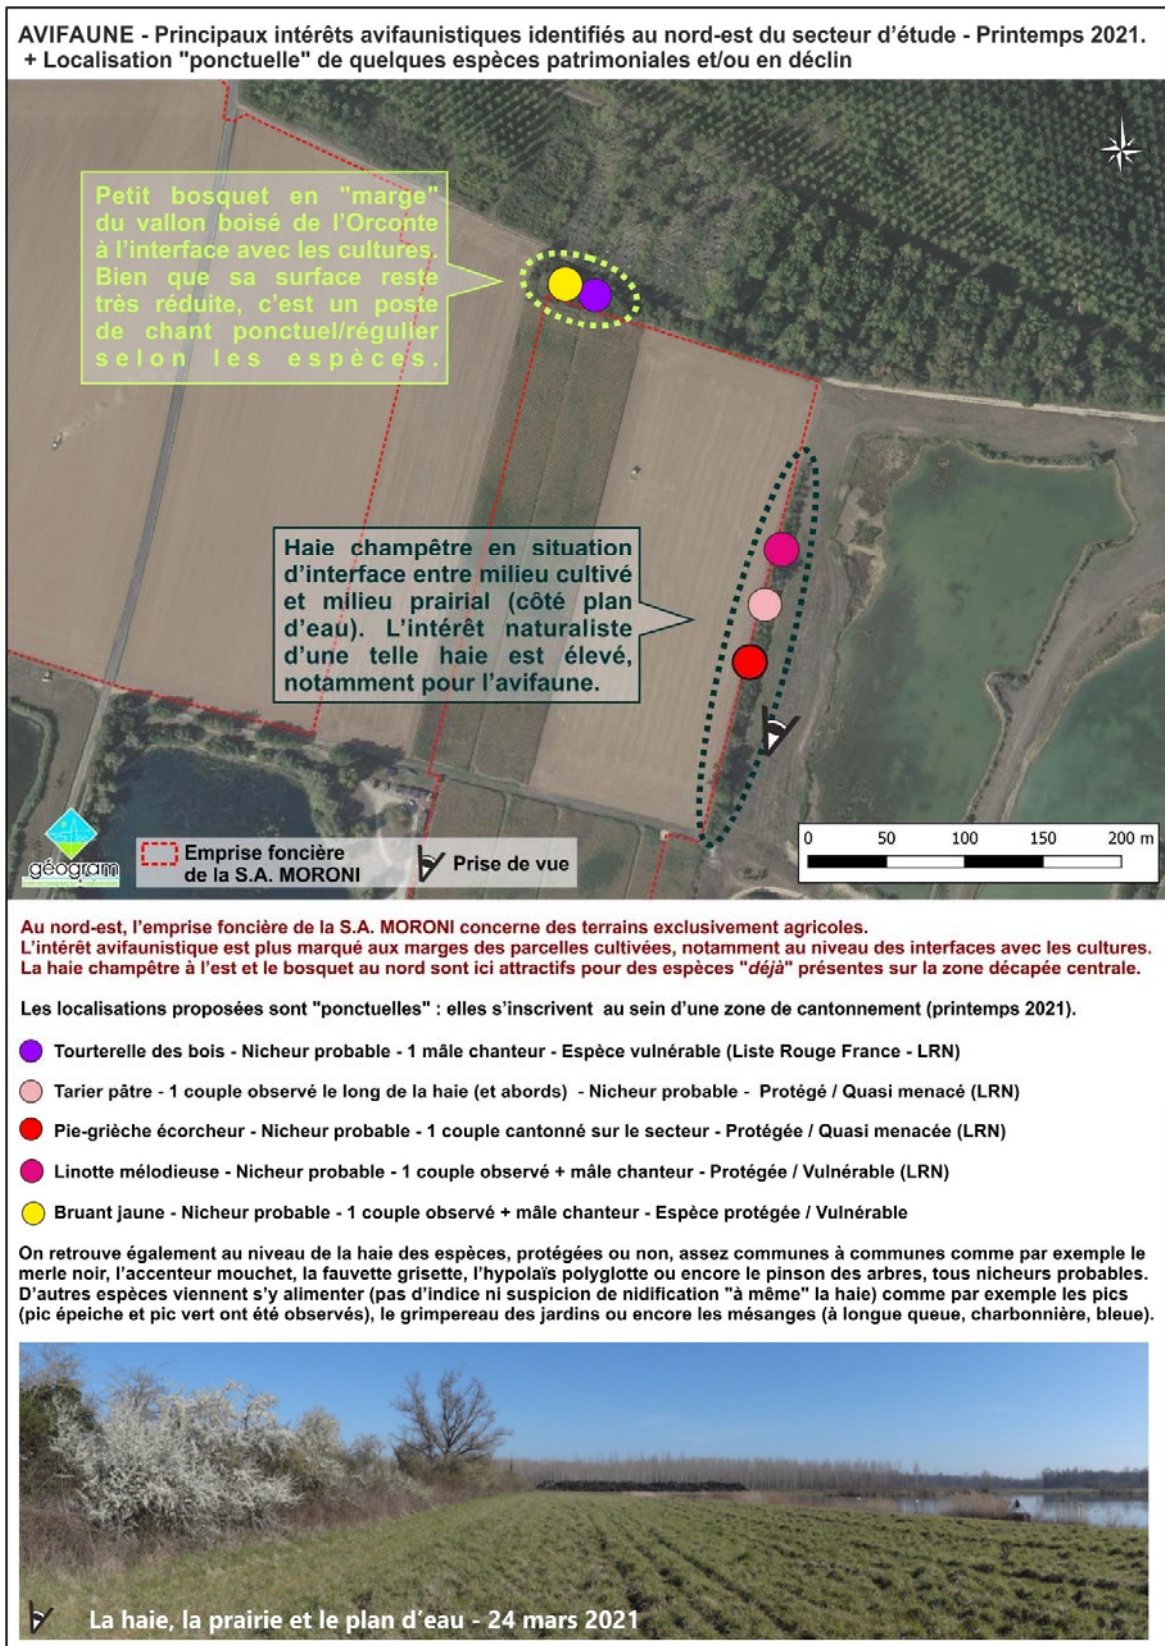 AVIFAUNE - Principaux intérêts avifaunistiques identifiés au nord-est du secteur d'étude - Printemps 2021.
+ Localisation "ponctuelle" de quelques espèces patrimoniales et/ou en déclin
Petit bosquet en "marge"
du vallon boisé de l'Orconte
à l'interface avec les cultures.
Bien que sa surface reste
très réduite, c'est un poste
de chant ponctuel/régulier
selon les espèces.
Haie champêtre en situation
d'interface entre milieu cultivé
et milieu prairial (côté plan
d'eau). L'intérêt naturaliste
d'une telle haie est élevé,
notamment pour l'avifaune.
géogram
Emprise foncière
de la S.A. MORONI
Prise de vue
0 50 100 150 200 m
Au nord-est, l'emprise foncière de la S.A. MORONI concerne des terrains exclusivement agricoles.
L'intérêt avifaunistique est plus marqué aux marges des parcelles cultivées, notamment au niveau des interfaces avec les cultures.
La haie champêtre à l'est et le bosquet au nord sont ici attractifs pour des espèces "déjà" présentes sur la zone décapée centrale.
Les localisations proposées sont "ponctuelles" : elles s'inscrivent au sein d'une zone de cantonnement (printemps 2021).
Tourterelle des bois - Nicheur probable - 1 mâle chanteur - Espèce vulnérable (Liste Rouge France - LRN)
Tarier pâtre - 1 couple observé le long de la haie (et abords) - Nicheur probable - Protégé / Quasi menacé (LRN)
Pie-grièche écorcheur - Nicheur probable - 1 couple cantonné sur le secteur - Protégée / Quasi menacée (LRN)
Linotte mélodieuse - Nicheur probable - 1 couple observé + mâle chanteur - Protégée / Vulnérable (LRN)
Bruant jaune - Nicheur probable - 1 couple observé + mâle chanteur - Espèce protégée / Vulnérable
On retrouve également au niveau de la haie des espèces, protégées ou non, assez communes à communes comme par exemple le
merle noir, l'accenteur mouchet, la fauvette grisette, l'hypolaïs polyglotte ou encore le pinson des arbres, tous nicheurs probables.
D'autres espèces viennent s'y alimenter (pas d'indice ni suspicion de nidification "à même" la haie) comme par exemple les pics
(pic épeiche et pic vert ont été observés), le grimpereau des jardins ou encore les mésanges (à longue queue, charbonnière, bleue).
La haie, la prairie et le plan d'eau - 24 mars 2021